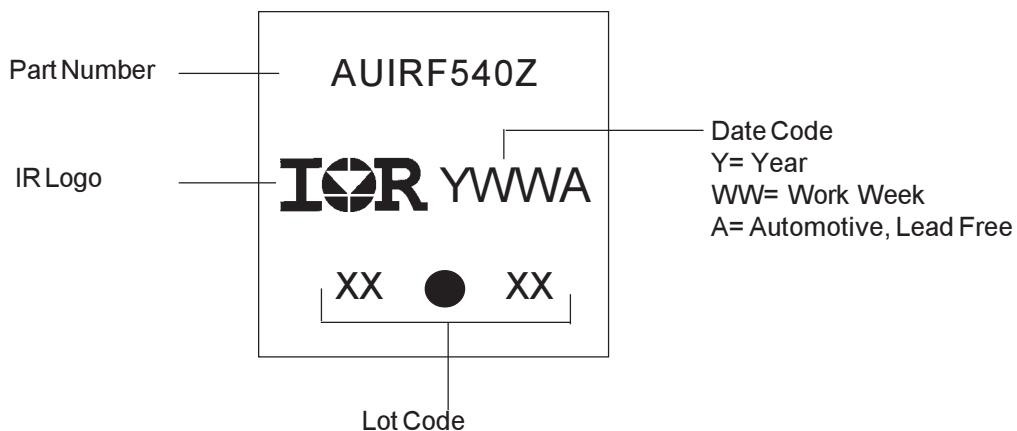 Part Number
AUIRF540Z
IR Logo
IOR YWWA
Date Code
Y= Year
WW= Work Week
A= Automotive, Lead Free
XX XX
Lot Code